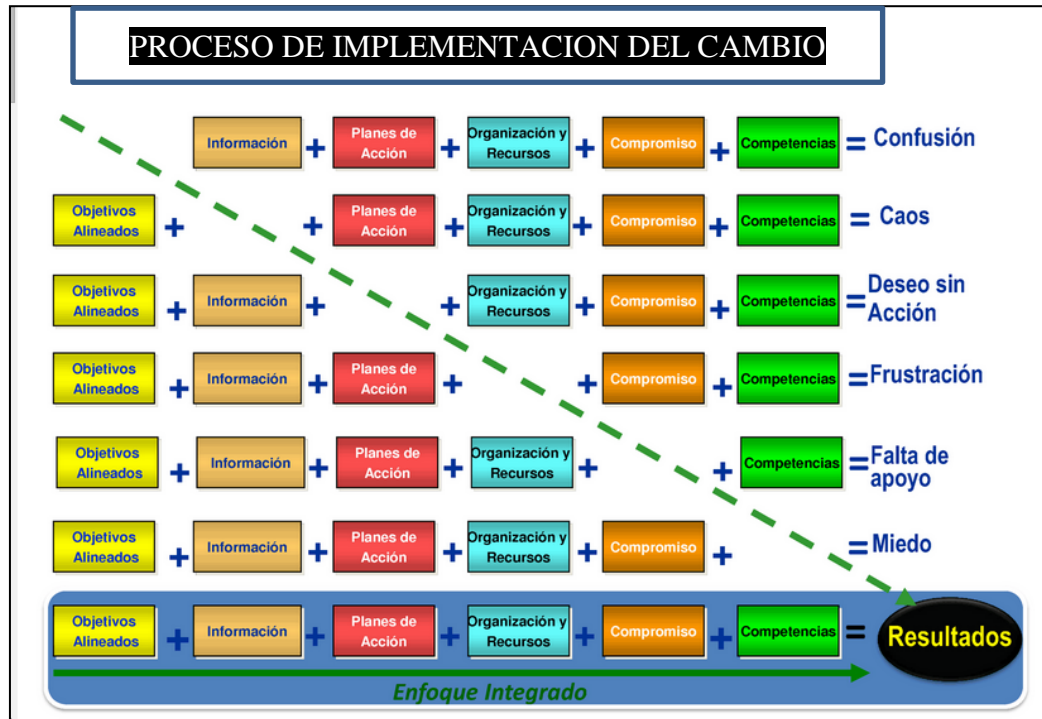 PROCESO DE IMPLEMENTACION DEL CAMBIO
Información + Planes de Acción + Organización y Recursos + Compromiso + Competencias = Confusión
Objetivos Alineados + + Planes de Acción + Organización y Recursos + Compromiso + Competencias = Caos
Objetivos Alineados + Información + Organización y Recursos + Compromiso + Competencias = Deseo sin Acción
Objetivos Alineados + Información + Planes de Acción + + Compromiso + Competencias = Frustración
Objetivos Alineados + Información + Planes de Acción + Organización y Recursos + + Competencias = Falta de apoyo
Objetivos Alineados + Información + Planes de Acción + Organización y Recursos + Compromiso + = Miedo
Objetivos Alineados + Información + Planes de Acción + Organización y Recursos + Compromiso + Competencias = Resultados
Enfoque Integrado